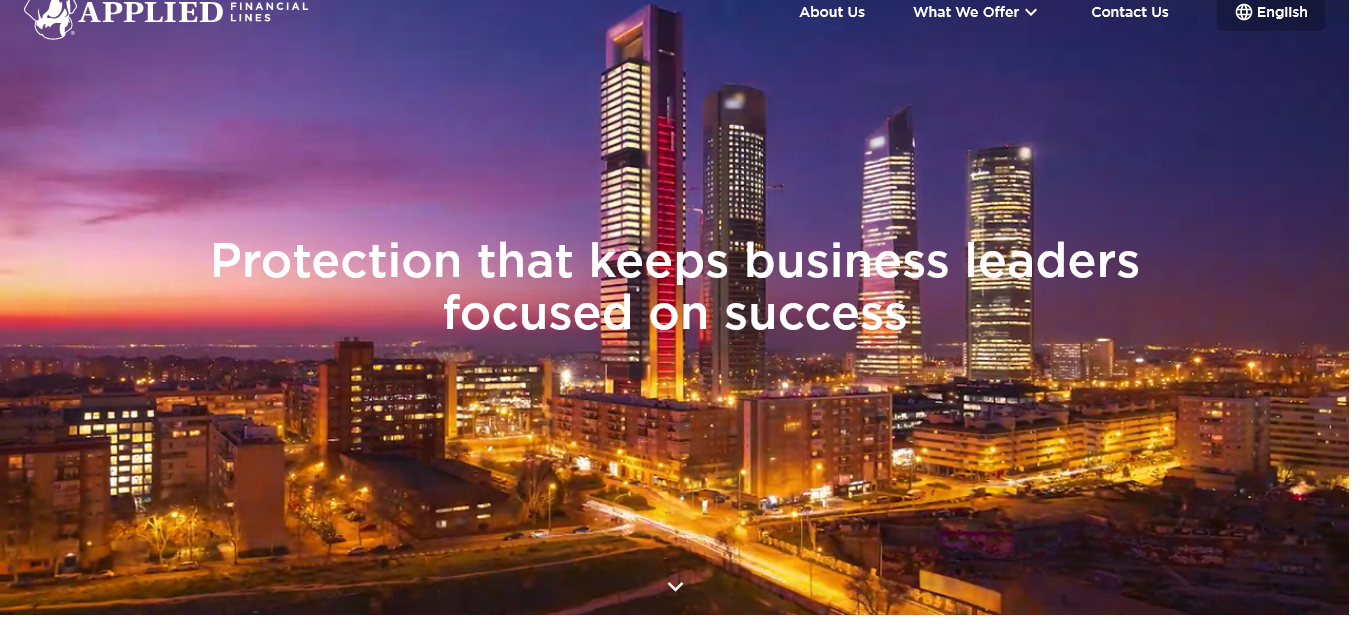 APPLIED FINANCIAL LINES
About Us
What We Offer
Contact Us
English
Protection that keeps business leaders
focused on success